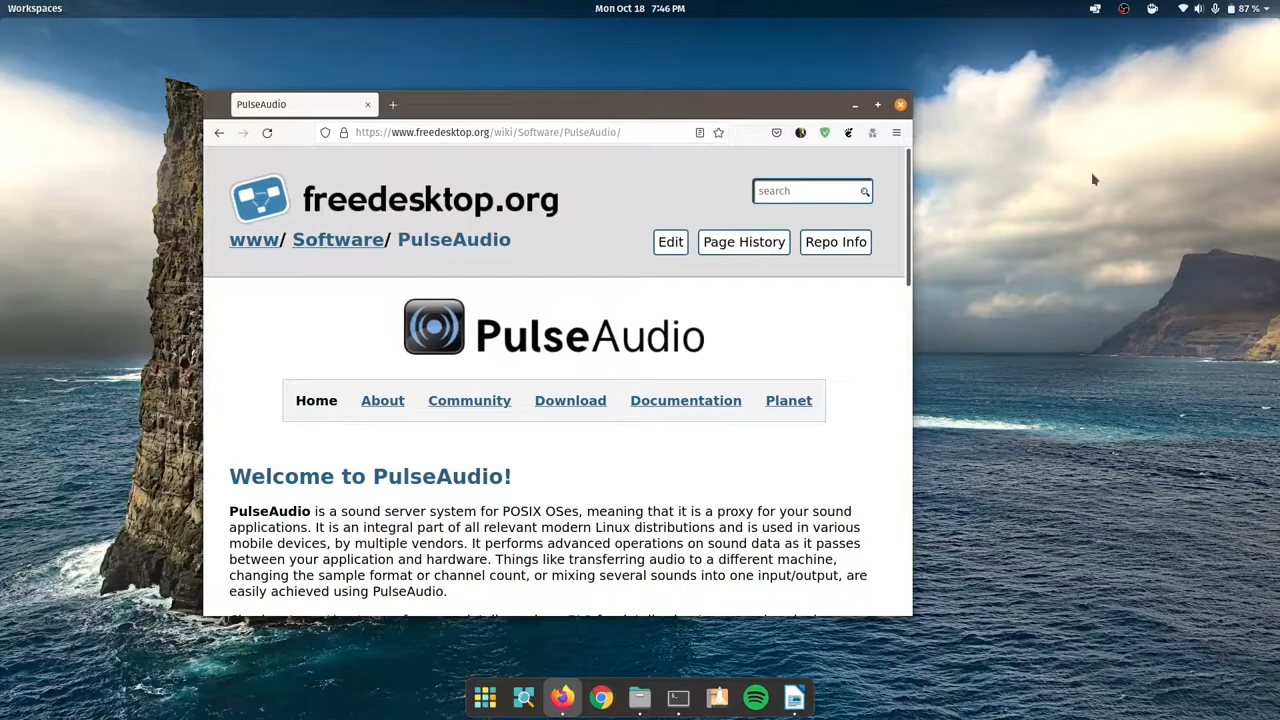 Workspaces
Mon Oct 18 7:46 PM
87 %
PulseAudio
https://www.freedesktop.org/wiki/Software/PulseAudio/
freedesktop.org
search
www/ Software/ PulseAudio
Edit
Page History
Repo Info
PulseAudio
Home
About
Community
Download
Documentation
Planet
Welcome to PulseAudio!
PulseAudio is a sound server system for POSIX OSes, meaning that it is a proxy for your sound
applications. It is an integral part of all relevant modern Linux distributions and is used in various
mobile devices, by multiple vendors. It performs advanced operations on sound data as it passes
between your application and hardware. Things like transferring audio to a different machine,
changing the sample format or channel count, or mixing several sounds into one input/output, are
easily achieved using PulseAudio.